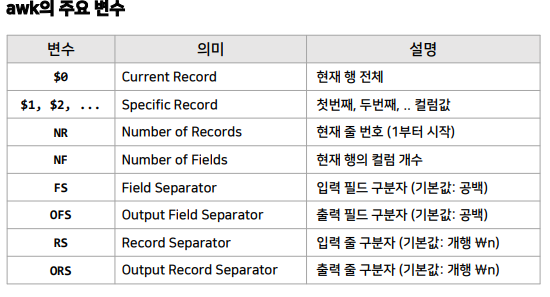 awk의 주요 변수
변수 의미 설명
$0 Current Record 현재 행 전체
$1, $2, ... Specific Record 첫번째, 두번째, .. 컬럼값
NR Number of Records 현재 줄 번호 (1부터 시작)
NF Number of Fields 현재 행의 컬럼 개수
FS Field Separator 입력 필드 구분자 (기본값: 공백)
OFS Output Field Separator 출력 필드 구분자 (기본값: 공백)
RS Record Separator 입력 줄 구분자 (기본값: 개행 ₩n)
ORS Output Record Separator 출력 줄 구분자 (기본값: 개행 ₩n)